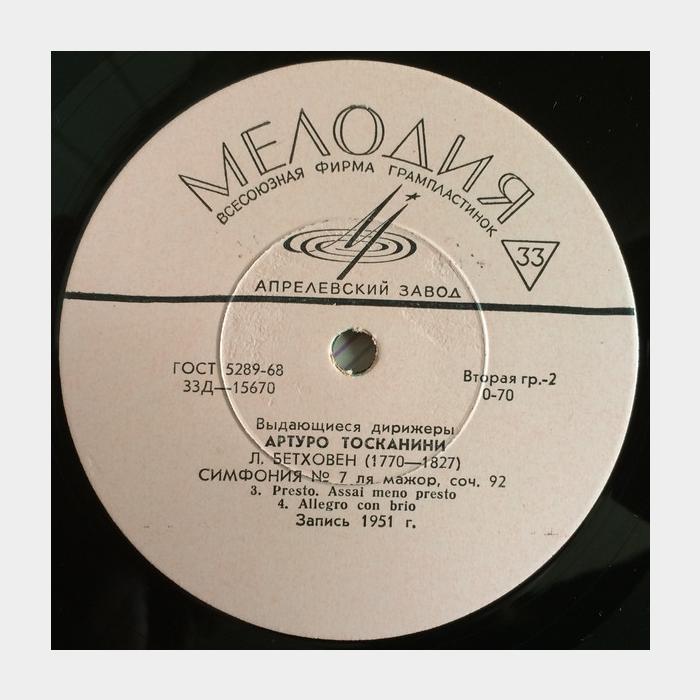 МЕЛОДИЯ
ВСЕСОЮЗНАЯ ФИРМА ГРАМПЛАСТИНОК
33
АПРЕЛЕВСКИЙ ЗАВОД
ГОСТ 5289-68
33Д—15670
Вторая гр.-2
0-70
Выдающиеся дирижеры
АРТУРО ТОСКАНИНИ
Л. БЕТХОВЕН (1770—1827)
СИМФОНИЯ № 7 ля мажор, соч. 92
3. Presto. Assai meno presto
4. Allegro con brio
Запись 1951 г.